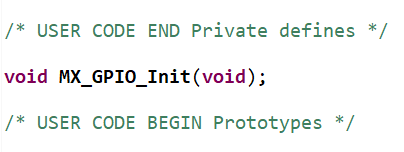 /* USER CODE END Private defines */
void MX_GPIO_Init(void);
/* USER CODE BEGIN Prototypes */